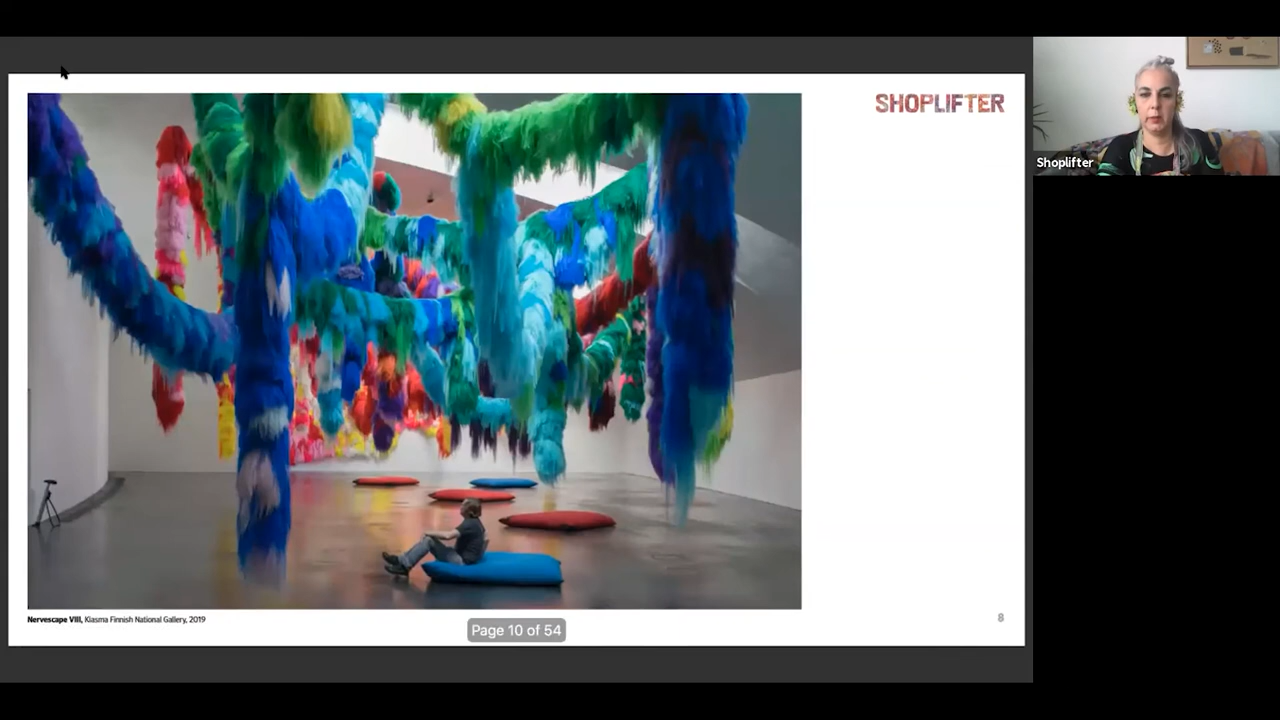 SHOPLIFTER
Shoplifter
Nervescape VIII, Kiasma Finnish National Gallery, 2019
Page 10 of 54
8